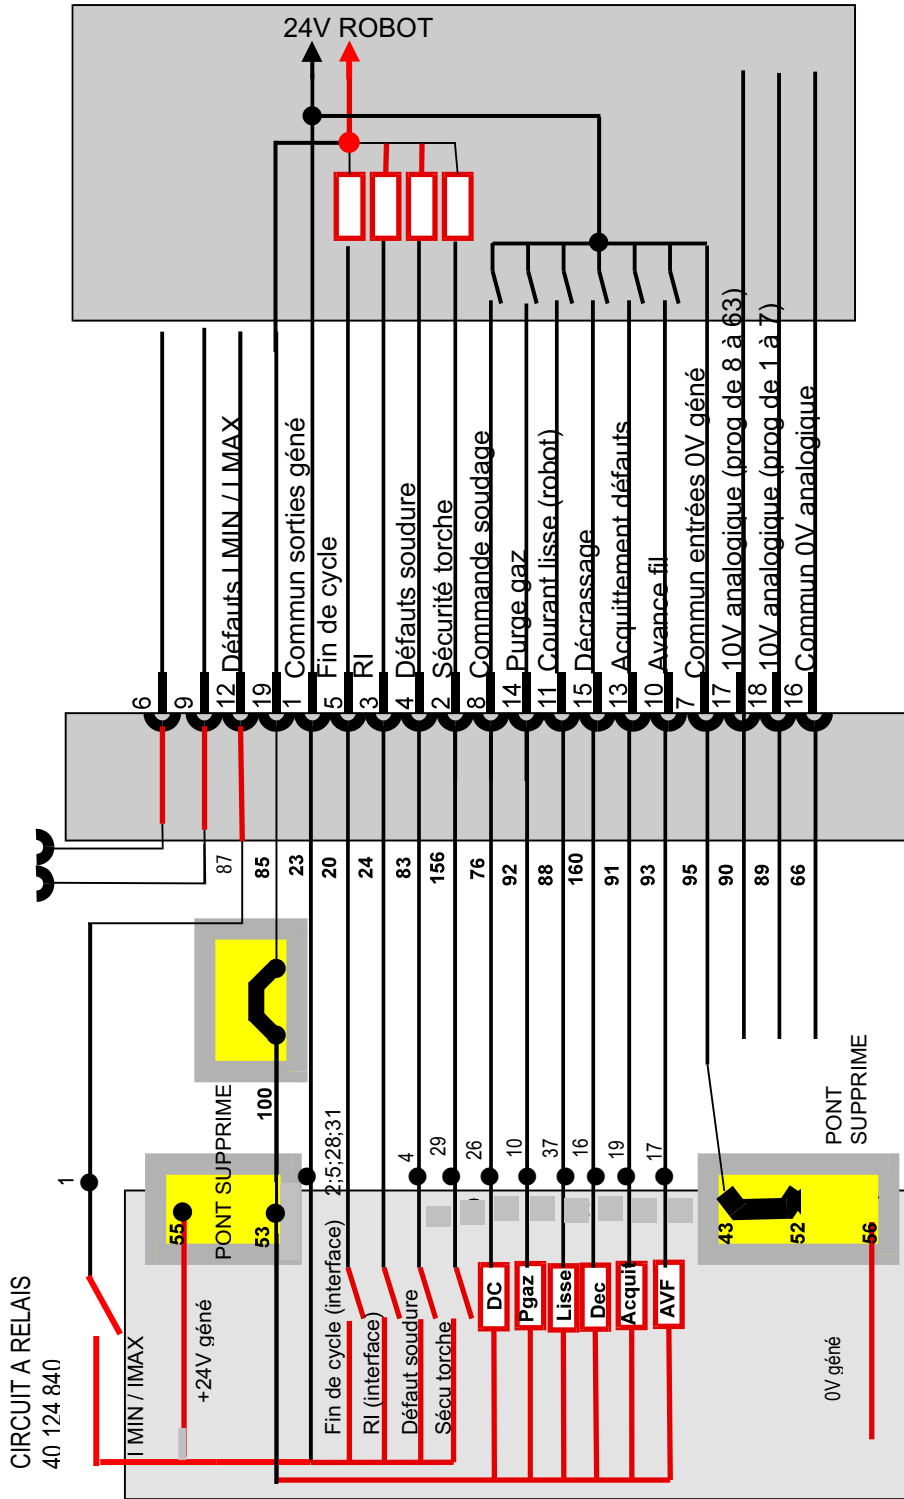 24V ROBOT
6
9
12
Défauts I MIN / I MAX
19
1
Commun sorties géné
5
Fin de cycle
3
RI
4
Défauts soudure
2
Sécurité torche
8
Commande soudage
14
Purge gaz
11
Courant lisse (robot)
15
Décrassage
13
Acquittement défauts
10
Avance fil
7
Commun entrées 0V géné
17
10V analogique (prog de 8 à 63)
18
10V analogique (prog de 1 à 7)
16
Commun 0V analogique
87
85
23
20
24
83
156
76
92
88
160
91
93
95
90
89
66
100
PONT SUPPRIME
1
2;5;28;31
4
29
26
10
37
16
19
17
PONT
SUPPRIME
55
53
43
52
56
CIRCUIT A RELAIS
40 124 840
I MIN / IMAX
+24V géné
Fin de cycle (interface)
RI (interface)
Défaut soudure
Sécu torche
DC
Pgaz
Lisse
Dec
Acquit
AVF
0V géné